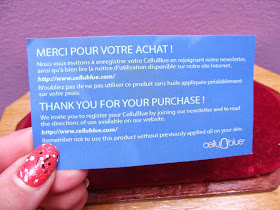 MERCI POUR VOTRE ACHAT !
Nous vous invitons à enregistrer votre CelluBlue en rejoignant notre newsletter,
ainsi qu'à bien lire la notice d'utilisation disponible sur notre site internet.
http://www.cellublue.com/
N'oubliez pas de ne pas utiliser ce produit sans huile appliquée préalablement
sur votre peau.
THANK YOU FOR YOUR PURCHASE !
We invite you to register your CelluBlue by joining our newsletter and to read
the directions of use available on our website.
http://www.cellublue.com/
Remember not to use this product without previously applied oil on your skin.
celluBlue